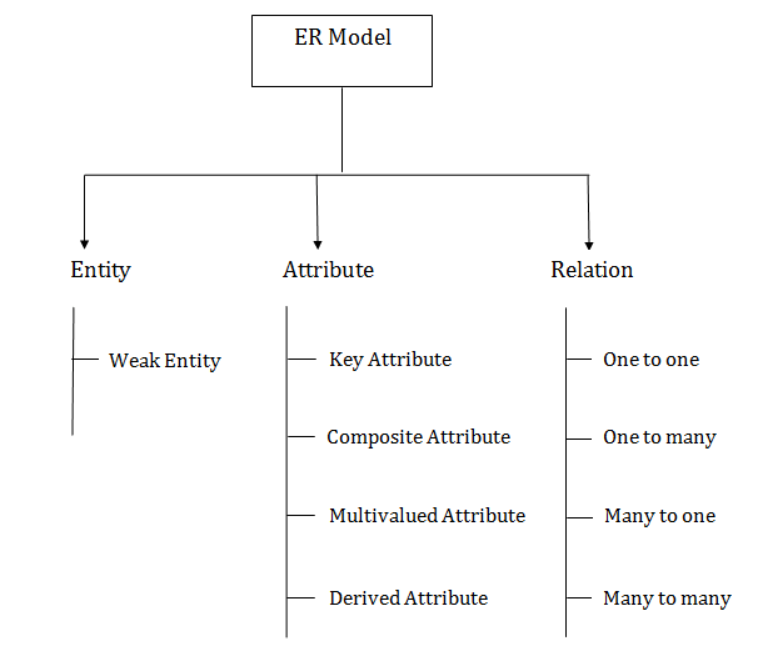 ER Model
Entity
Attribute
Relation
Weak Entity
Key Attribute
One to one
Composite Attribute
One to many
Multivalued Attribute
Many to one
Derived Attribute
Many to many